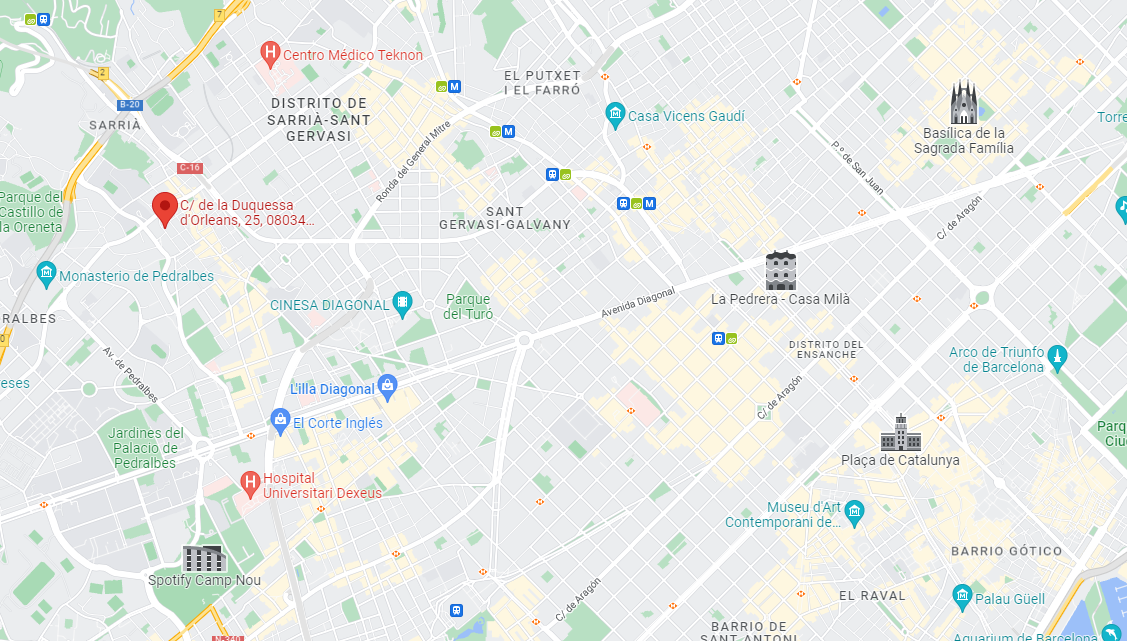 7
Centro Médico Teknon
2
B-20
SARRIÀ
DISTRITO DE
SARRIÀ-SANT
GERVASI
EL PUTXET
I EL FARRÓ
M
M
Casa Vicens Gaudí
Basílica de la
Sagrada Família
Torre
Ronda del General Mitre
P.º de San Juan
C-16
Parque del
Castillo de
la Oreneta
C/ de la Duquessa
d'Orleans, 25, 08034...
SANT
GERVASI-GALVANY
M
C/ de Aragón
Monasterio de Pedralbes
RALBES
CINESA DIAGONAL
Parque
del Turó
Avenida Diagonal
La Pedrera - Casa Milà
0
DISTRITO DEL
ENSANCHE
Arco de Triunfo
de Barcelona
eses
Av. de Pedralbes
L'illa Diagonal
El Corte Inglés
C/ de Aragón
Jardines del
Palacio de
Pedralbes
Parq
Ciu
Plaça de Catalunya
Hospital
Universitari Dexeus
Museu d'Art
Contemporani de...
BARRIO GÓTICO
Spotify Camp Nou
C/ de Aragón
EL RAVAL
Palau Güell
BARRIO DE
SANT ANTONI
N-340
Aquarium de Barcelona